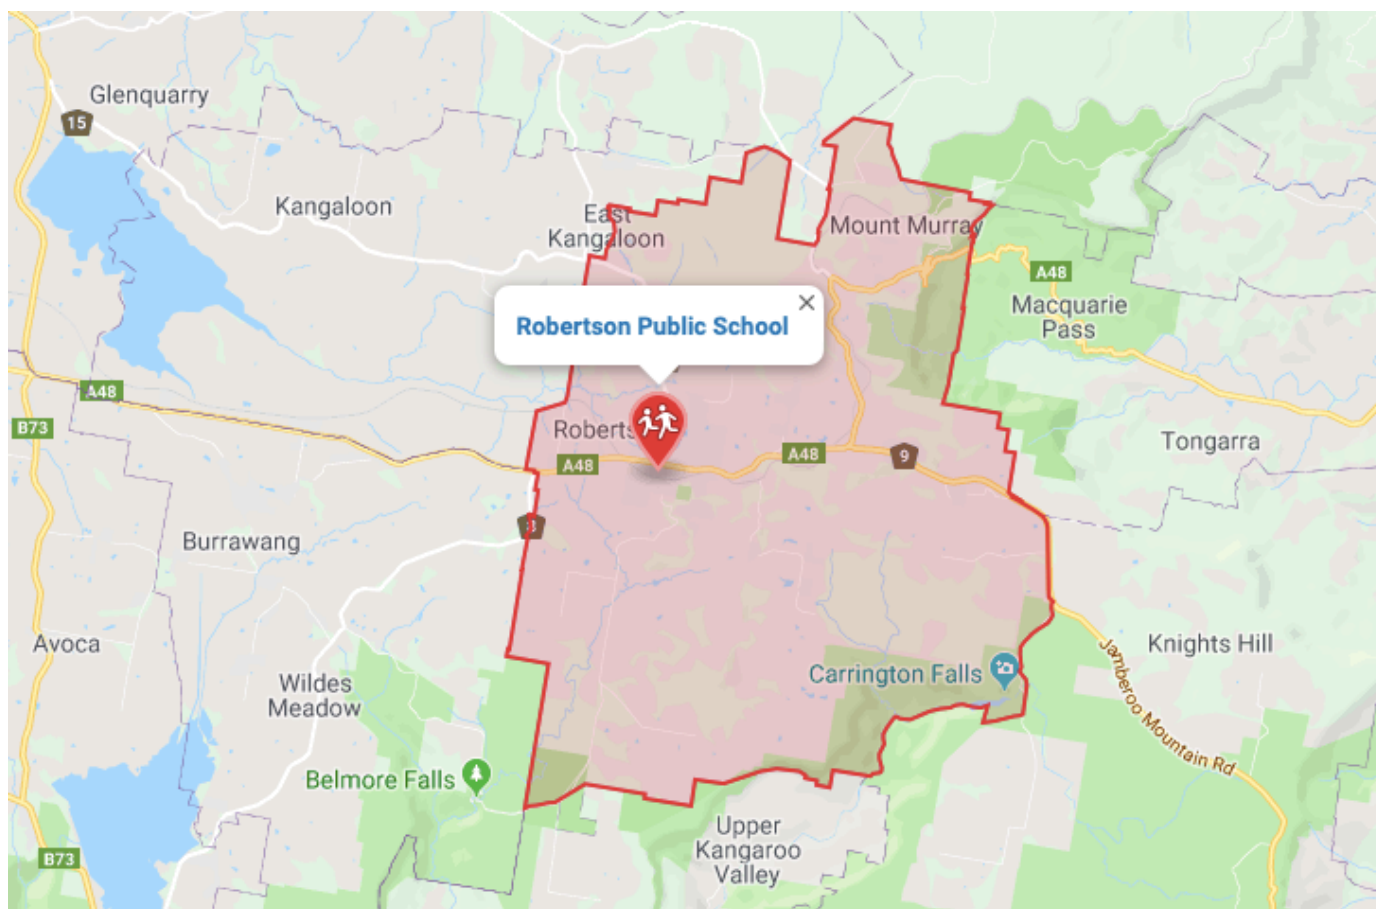 Glenquarry
15
Kangaloon
East
Kangaloon
Mount Murray
A48
Macquarie
Pass
Robertson Public School
A48
B73
Roberts
A48
A48
9
Tongarra
Burrawang
Avoca
Knights Hill
Carrington Falls
Wildes
Meadow
Jamberoo Mountain Rd
Belmore Falls
Upper
Kangaroo
Valley
B73